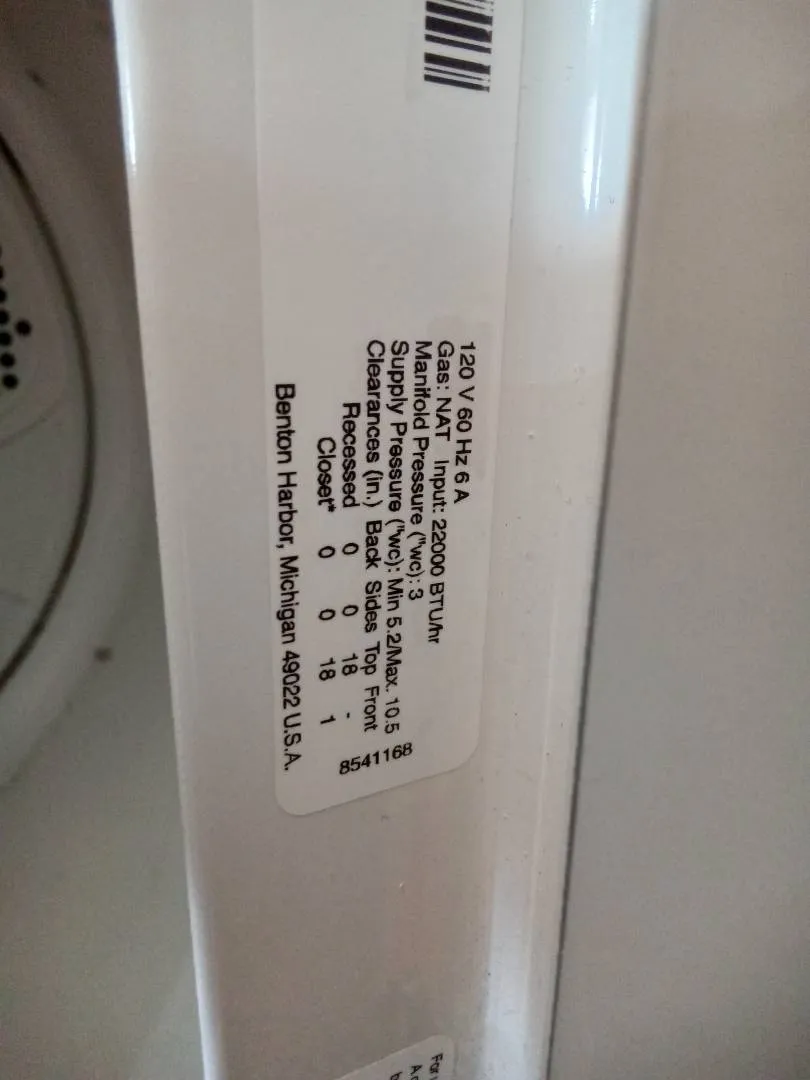 120 V 60 Hz 6 A
Gas: NAT Input: 22000 BTU/hr
Manifold Pressure ("wc): 3
Supply Pressure ("wc): Min 5.2/Max. 10.5
Clearances (in.) Back Sides Top Front
Recessed 0 0 18 -
Closet* 0 0 18 1
8541168
Benton Harbor, Michigan 49022 U.S.A.